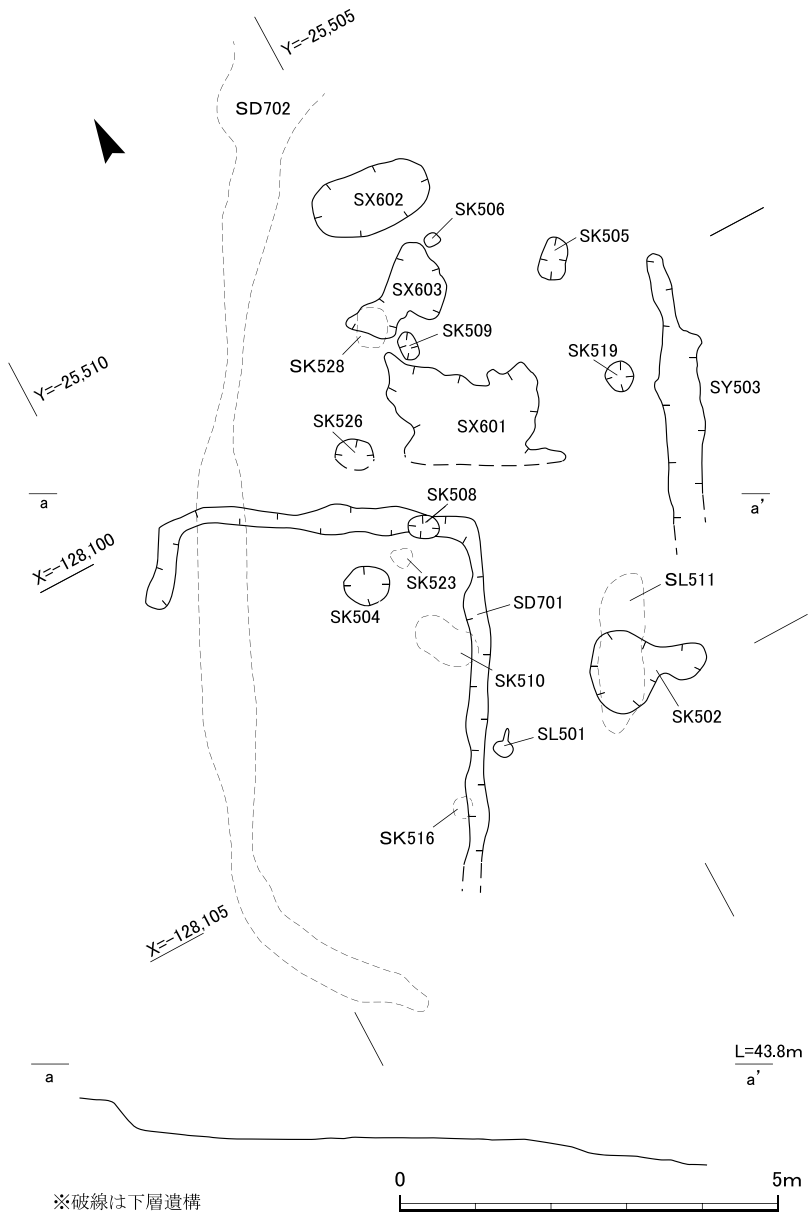 Y=-25,505
SD702
SX602
SK506
SK505
SX603
SK509
SK528
SK519
Y=-25,510
SY503
SK526
SX601
a
SK508
a’
X=-128,100
SK523
SL511
SK504
SD701
SK510
SK502
SL501
SK516
X=-128,105
L=43.8m
a
a’
0
5m
※破線は下層遺構